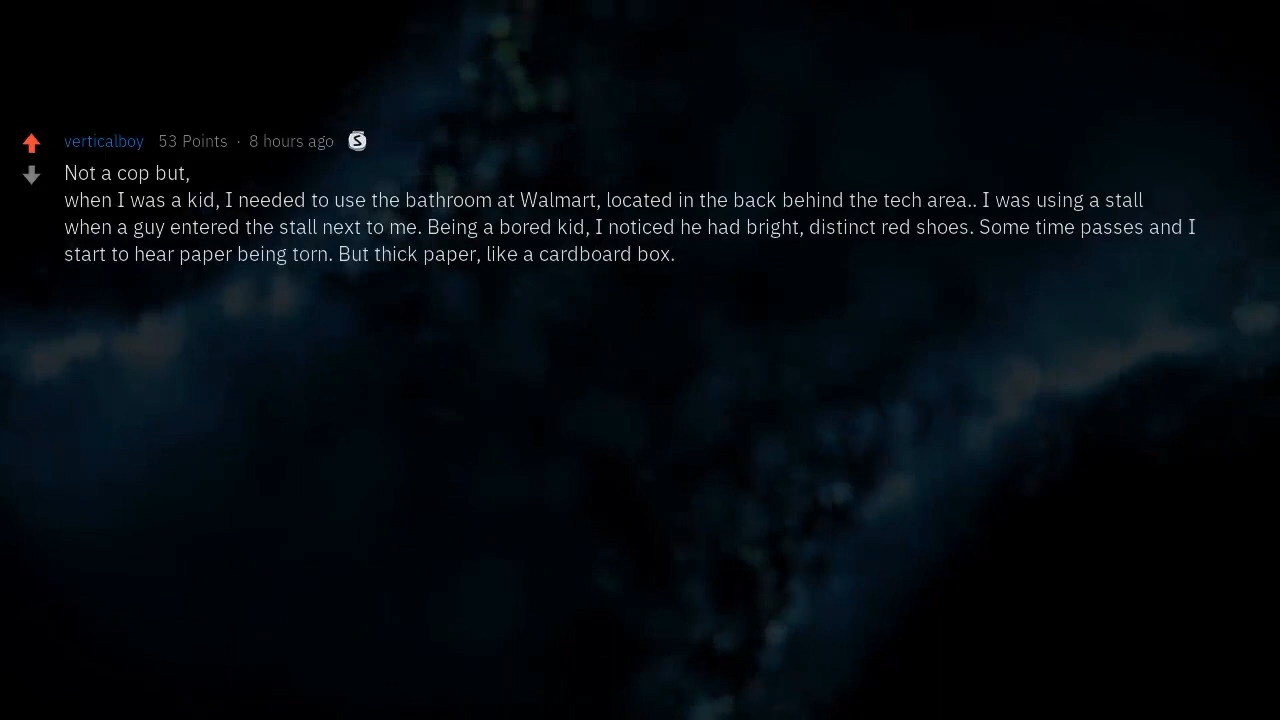 verticalboy 53 Points · 8 hours ago S
Not a cop but,
when I was a kid, I needed to use the bathroom at Walmart, located in the back behind the tech area.. I was using a stall
when a guy entered the stall next to me. Being a bored kid, I noticed he had bright, distinct red shoes. Some time passes and I
start to hear paper being torn. But thick paper, like a cardboard box.